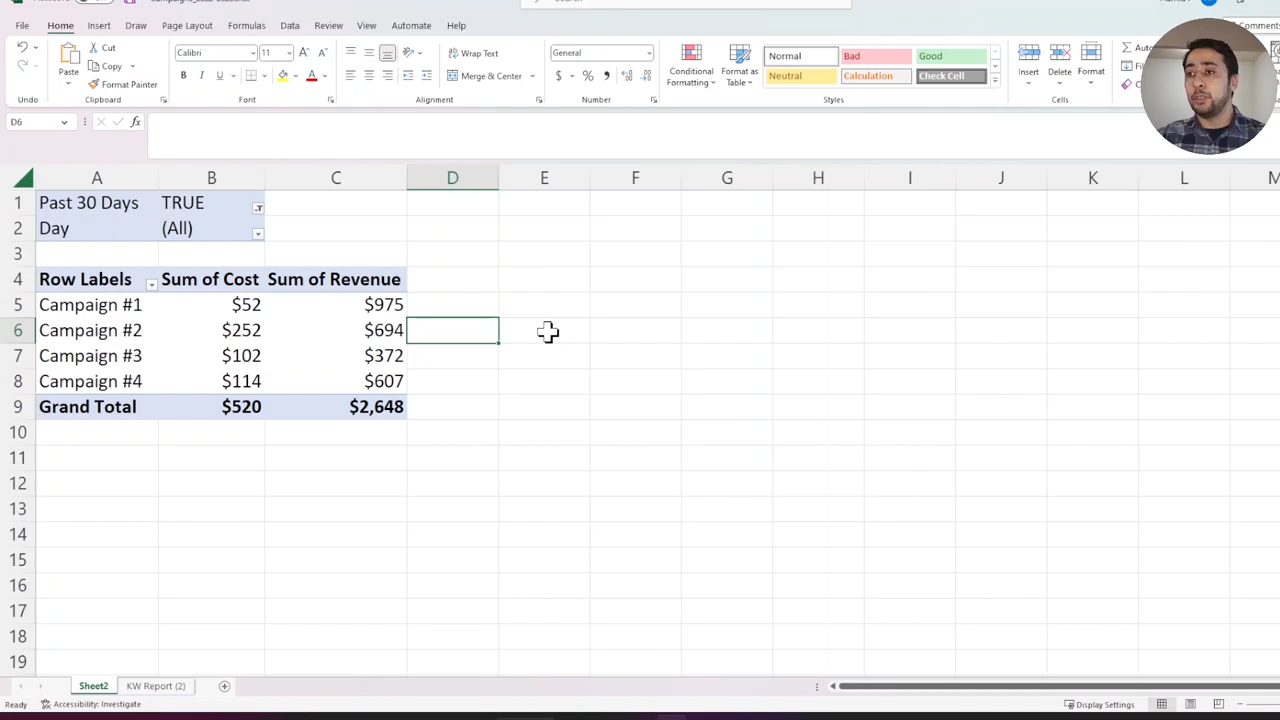 File Home Insert Draw Page Layout Formulas Data Review View Automate Help
Comments
Cut
Copy
Format Painter
Paste
Calibri 11
B I U
Wrap Text
Merge & Center
General
$ % ,
Conditional Formatting
Format as Table
Normal Bad Good
Neutral Calculation Check Cell
Insert Delete Format
Undo Clipboard Font Alignment Number Styles Cells
D6 fx
A B C D E F G H I J K L M
1 Past 30 Days TRUE
2 Day (All)
3
4 Row Labels Sum of Cost Sum of Revenue
5 Campaign #1 $52 $975
6 Campaign #2 $252 $694
7 Campaign #3 $102 $372
8 Campaign #4 $114 $607
9 Grand Total $520 $2,648
10
11
12
13
14
15
16
17
18
19
Sheet2 KW Report (2)
Ready Accessibility: Investigate Display Settings